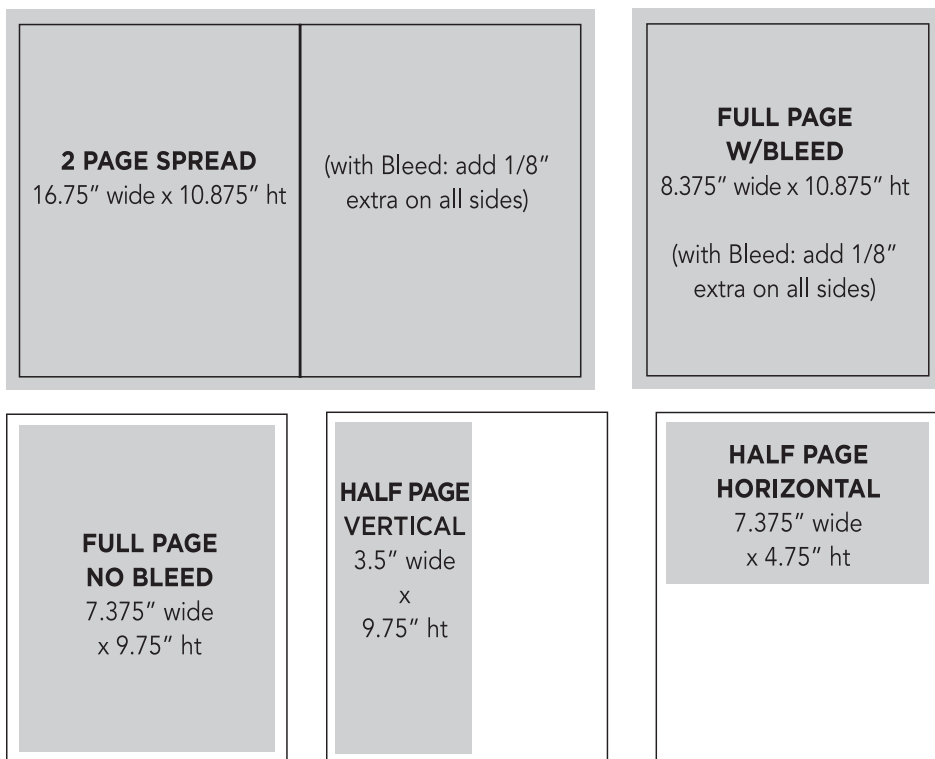 2 PAGE SPREAD
16.75” wide x 10.875” ht
(with Bleed: add 1/8”
extra on all sides)
FULL PAGE
W/BLEED
8.375” wide x 10.875” ht
(with Bleed: add 1/8”
extra on all sides)
FULL PAGE
NO BLEED
7.375” wide
x 9.75” ht
HALF PAGE
VERTICAL
3.5” wide
x
9.75” ht
HALF PAGE
HORIZONTAL
7.375” wide
x 4.75” ht